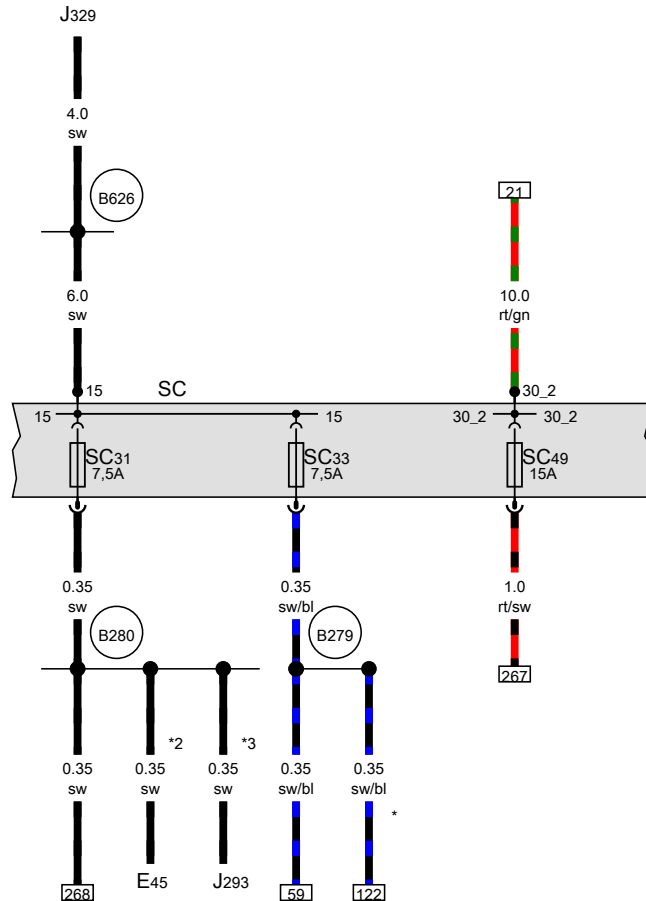 J329
4.0
sw
B626
21
6.0
sw
10.0
rt/gn
15
SC
30_2
15
15
30_2
30_2
SC31
7,5A
SC33
7,5A
SC49
15A
0.35
sw
0.35
sw/bl
1.0
rt/sw
B280
B279
267
*2
*3
0.35
sw
0.35
sw
0.35
sw
0.35
sw/bl
0.35
sw/bl
*
268
E45
J293
59
122